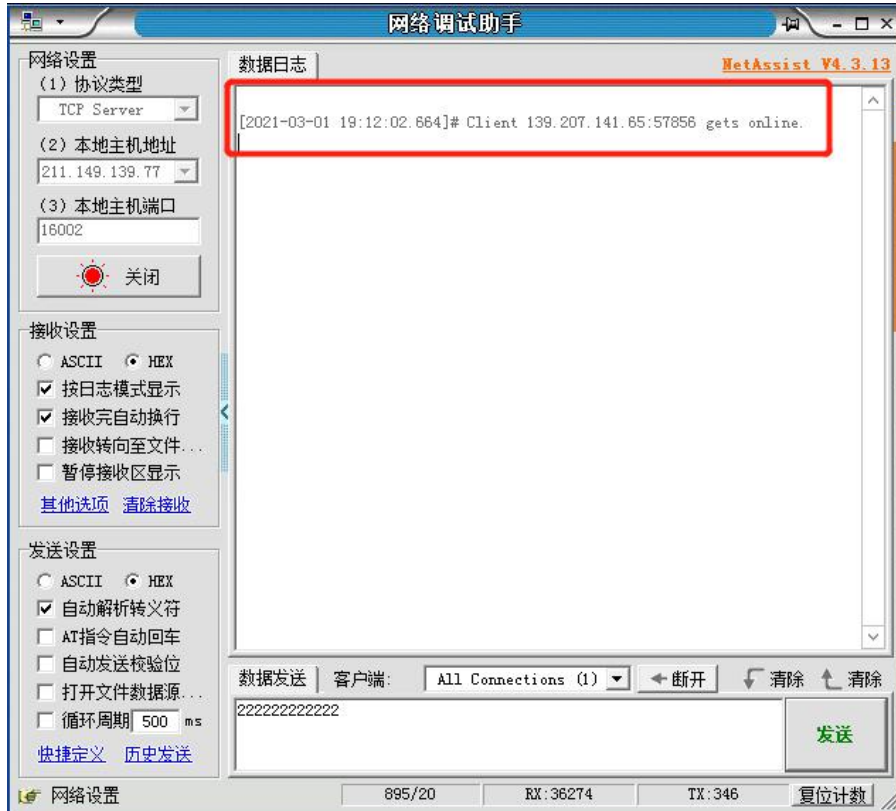 网络调试助手
网络设置
(1) 协议类型
TCP Server
(2) 本地主机地址
211.149.139.77
(3) 本地主机端口
16002
关闭
接收设置
ASCII HEX
按日志模式显示
接收完自动换行
接收转向至文件...
暂停接收区显示
其他选项 清除接收
发送设置
ASCII HEX
自动解析转义符
AT指令自动回车
自动发送校验位
打开文件数据源...
循环周期 500 ms
快捷定义 历史发送
数据日志 NetAssist V4.3.13
[2021-03-01 19:12:02.664]# Client 139.207.141.65:57856 gets online.
数据发送 客户端: All Connections (1) 断开 清除 清除
222222222222
发送
网络设置 895/20 RX:36274 TX:346 复位计数